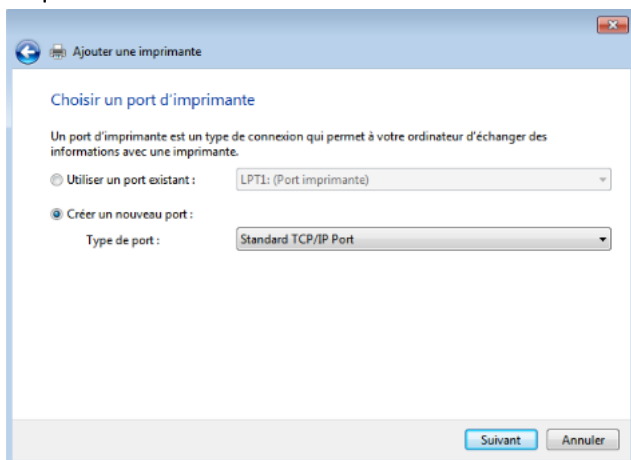 Ajouter une imprimante
Choisir un port d'imprimante
Un port d'imprimante est un type de connexion qui permet à votre ordinateur d'échanger des
informations avec une imprimante.
Utiliser un port existant : LPT1: (Port imprimante)
Créer un nouveau port :
Type de port : Standard TCP/IP Port
Suivant Annuler